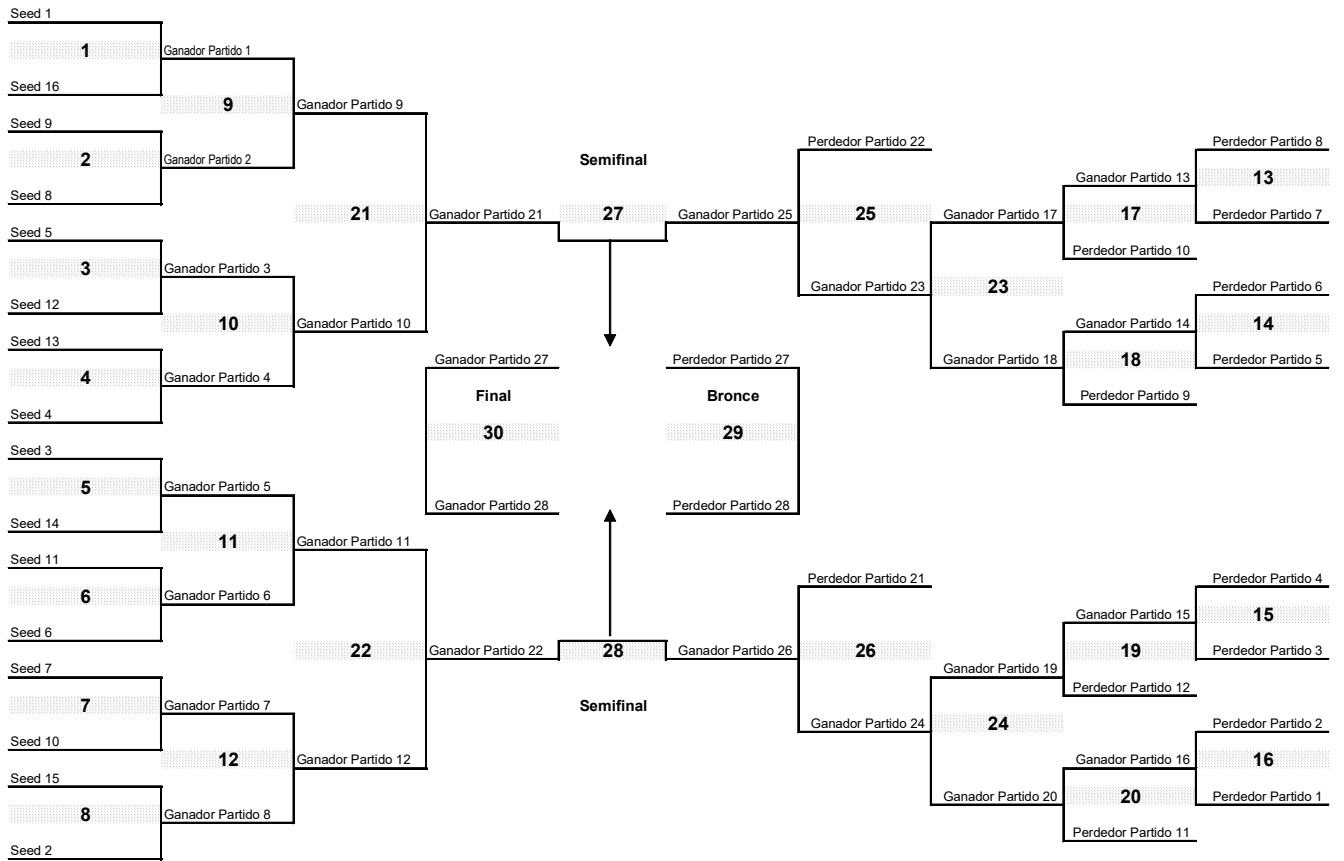 Seed 1
1
Ganador Partido 1
Seed 16
9
Ganador Partido 9
Seed 9
2
Ganador Partido 2
Seed 8
21
Ganador Partido 21
Seed 5
3
Ganador Partido 3
Seed 12
10
Ganador Partido 10
Seed 13
4
Ganador Partido 4
Seed 4
Seed 3
5
Ganador Partido 5
Seed 14
11
Ganador Partido 11
Seed 11
6
Ganador Partido 6
Seed 6
22
Ganador Partido 22
Seed 7
7
Ganador Partido 7
Seed 10
12
Ganador Partido 12
Seed 15
8
Ganador Partido 8
Seed 2
Semifinal
27
Ganador Partido 27
Final
30
Ganador Partido 28
Perdedor Partido 27
Bronce
29
Perdedor Partido 28
28
Semifinal
Perdedor Partido 22
Ganador Partido 25
25
Ganador Partido 23
Ganador Partido 17
23
Ganador Partido 18
Ganador Partido 13
17
Perdedor Partido 10
Ganador Partido 14
18
Perdedor Partido 9
Perdedor Partido 8
13
Perdedor Partido 7
Perdedor Partido 6
14
Perdedor Partido 5
Perdedor Partido 21
Ganador Partido 26
26
Ganador Partido 24
Ganador Partido 19
24
Ganador Partido 20
Ganador Partido 15
19
Perdedor Partido 12
Ganador Partido 16
20
Perdedor Partido 11
Perdedor Partido 4
15
Perdedor Partido 3
Perdedor Partido 2
16
Perdedor Partido 1